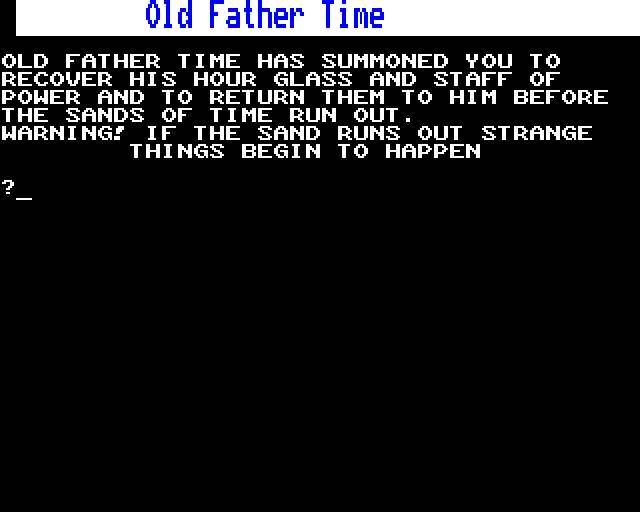 Old Father Time
OLD FATHER TIME HAS SUMMONED YOU TO
RECOVER HIS HOUR GLASS AND STAFF OF
POWER AND TO RETURN THEM TO HIM BEFORE
THE SANDS OF TIME RUN OUT.
WARNING! IF THE SAND RUNS OUT STRANGE
THINGS BEGIN TO HAPPEN
?_